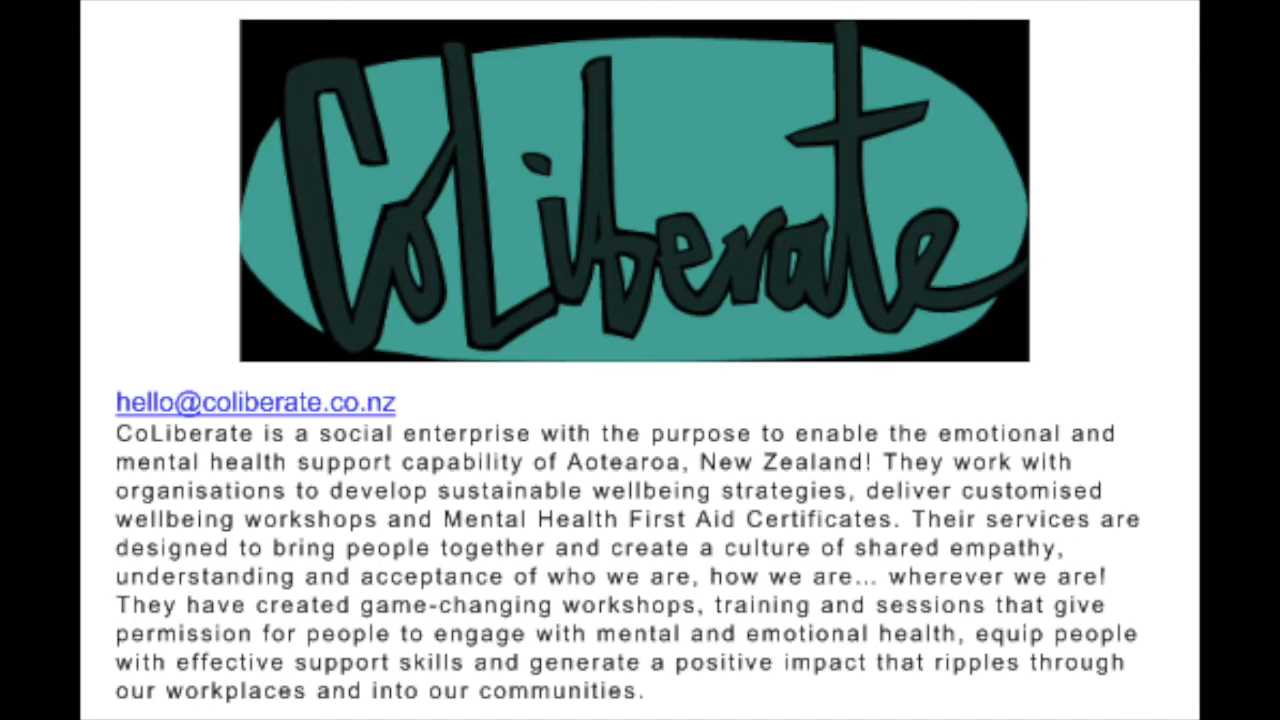 CoLiberate
hello@coliberate.co.nz
CoLiberate is a social enterprise with the purpose to enable the emotional and
mental health support capability of Aotearoa, New Zealand! They work with
organisations to develop sustainable wellbeing strategies, deliver customised
wellbeing workshops and Mental Health First Aid Certificates. Their services are
designed to bring people together and create a culture of shared empathy,
understanding and acceptance of who we are, how we are... wherever we are!
They have created game-changing workshops, training and sessions that give
permission for people to engage with mental and emotional health, equip people
with effective support skills and generate a positive impact that ripples through
our workplaces and into our communities.